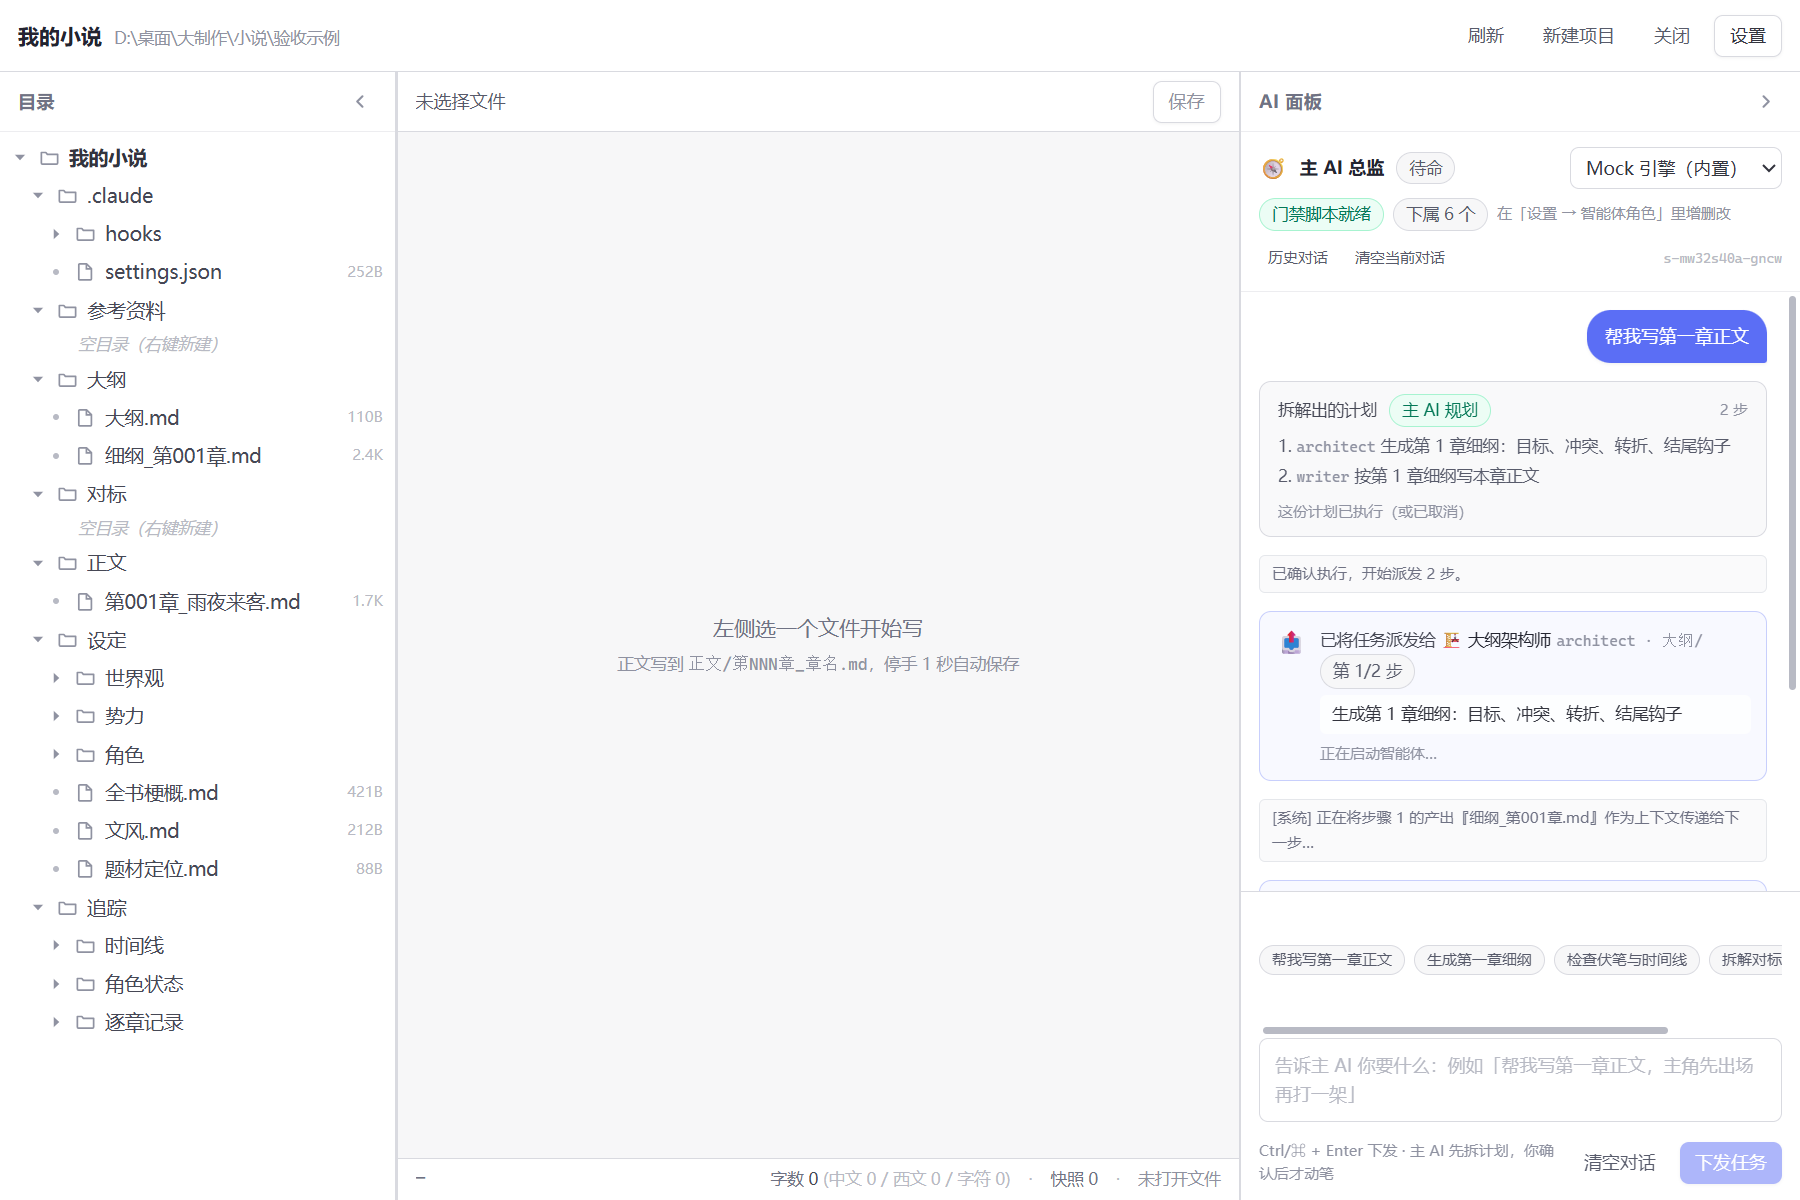 我的小说 D:\桌面\大制作\小说\验收示例
刷新 新建项目 关闭 设置
目录
我的小说
.claude
hooks
settings.json 252B
参考资料
空目录（右键新建）
大纲
大纲.md 110B
细纲_第001章.md 2.4K
对标
空目录（右键新建）
正文
第001章_雨夜来客.md 1.7K
设定
世界观
势力
角色
全书梗概.md 421B
文风.md 212B
题材定位.md 88B
追踪
时间线
角色状态
逐章记录
未选择文件 保存
左侧选一个文件开始写
正文写到 正文/第NNN章_章名.md，停手 1 秒自动保存
– 字数 0 (中文 0 / 西文 0 / 字符 0) · 快照 0 · 未打开文件
AI 面板
主 AI 总监 待命 Mock 引擎（内置）
门禁脚本就绪 下属 6 个 在「设置 → 智能体角色」里增删改
历史对话 清空当前对话 s-mw32s40a-gncw
帮我写第一章正文
拆解出的计划 主 AI 规划 2 步
1. architect 生成第 1 章细纲：目标、冲突、转折、结尾钩子
2. writer 按第 1 章细纲写本章正文
这份计划已执行（或已取消）
已确认执行，开始派发 2 步。
已将任务派发给 大纲架构师 architect · 大纲/
第 1/2 步
生成第 1 章细纲：目标、冲突、转折、结尾钩子
正在启动智能体...
[系统] 正在将步骤 1 的产出『细纲_第001章.md』作为上下文传递给下
一步...
帮我写第一章正文 生成第一章细纲 检查伏笔与时间线 拆解对标
告诉主 AI 你要什么：例如「帮我写第一章正文，主角先出场
再打一架」
Ctrl/⌘ + Enter 下发 · 主 AI 先拆计划，你确
认后才动笔
清空对话 下发任务